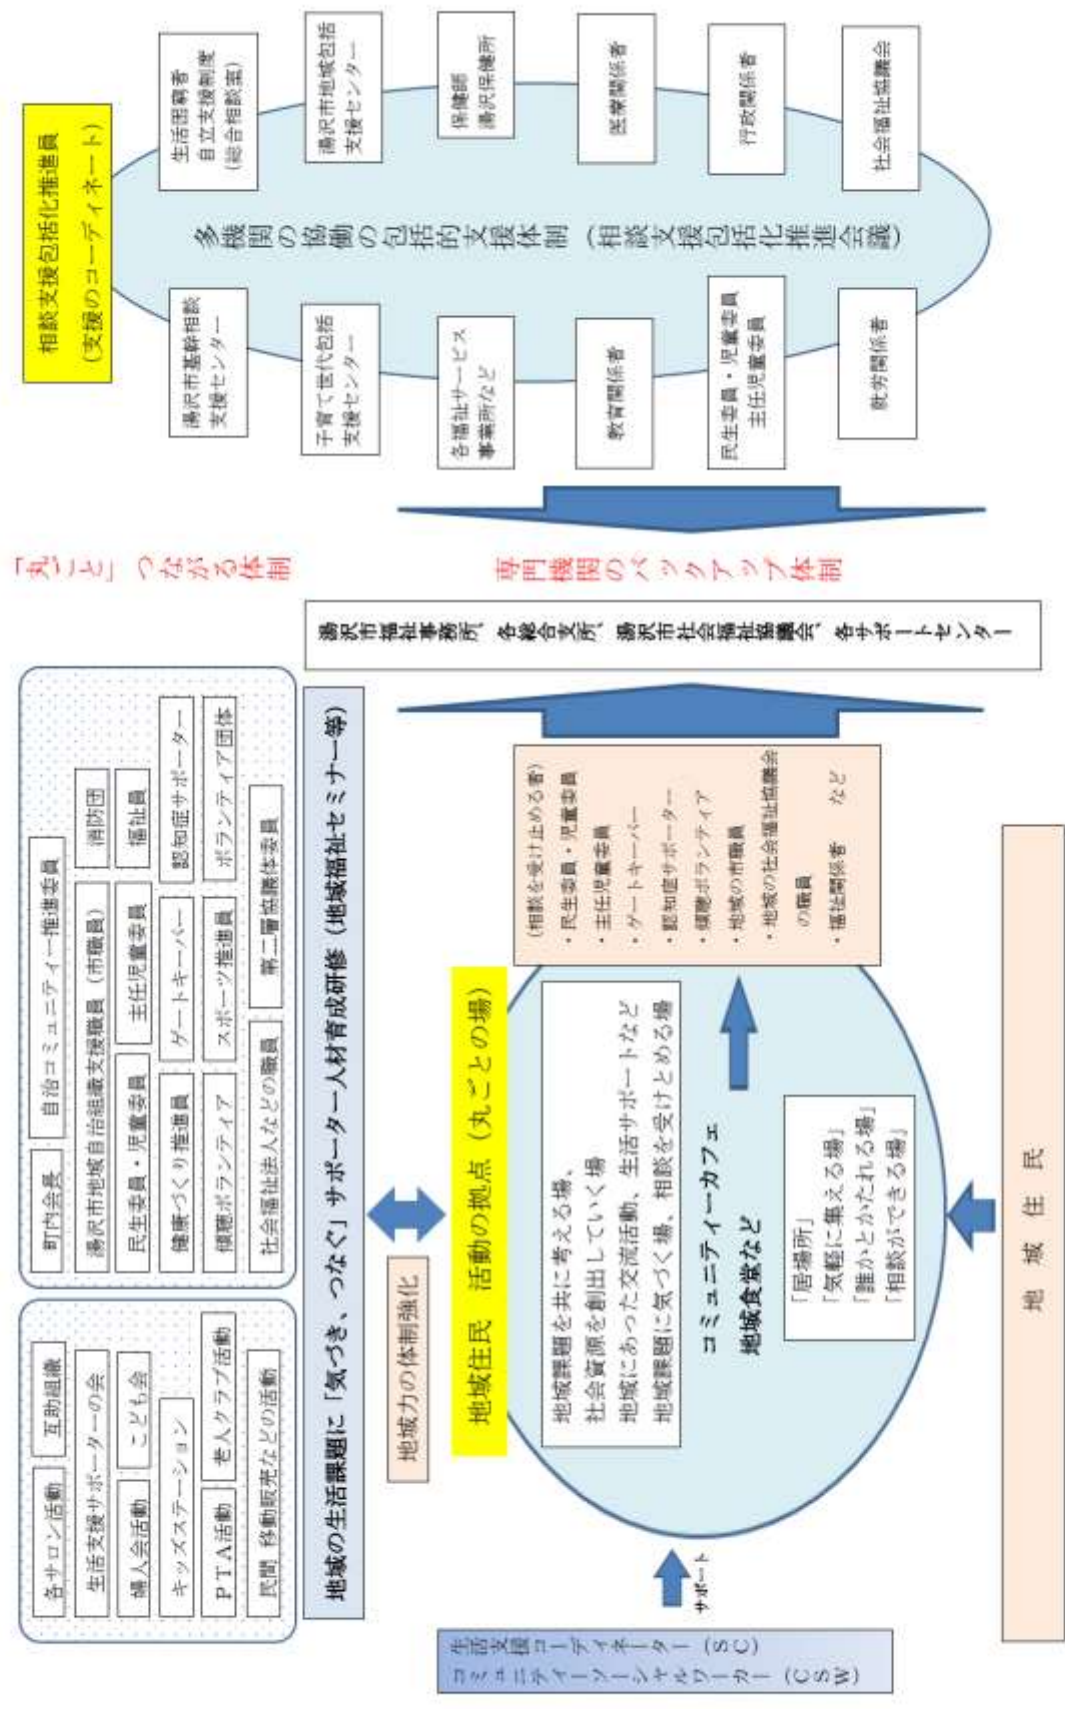 「丸ごと」つながる体制
各サロン活動
互助組織
生活支援サポーターの会
婦人会活動
こども会
キッズステーション
PTA活動
老人クラブ活動
民間 移動販売などの活動
町内会長
自治コミュニティー推進委員
湯沢市地域自治組織支援職員(市職員)
消防団
民生委員・児童委員
主任児童委員
福祉員
健康づくり推進員
ゲートキーパー
認知症サポーター
傾聴ボランティア
スポーツ推進員
ボランティア団体
社会福祉法人などの職員
第二層協議体委員
地域の生活課題に「気づき、つなぐ」サポーター人材育成研修(地域福祉セミナー等)
地域力の体制強化
生活支援コーディネーター(SC)
コミュニティーソーシャルワーカー(CSW)
サポート
地域住民 活動の拠点(丸ごとの場)
地域課題を共に考える場、
社会資源を創出していく場
地域にあった交流活動、生活サポートなど
地域課題に気づく場、相談を受けとめる場
コミュニティーカフェ
地域食堂など
「居場所」
「気軽に集える場」
「誰かとかたれる場」
「相談ができる場」
地域住民
(相談を受け止める者)
・民生委員・児童委員
・主任児童委員
・ゲートキーパー
・認知症サポーター
・傾聴ボランティア
・地域の市職員
・地域の社会福祉協議会
の職員
・福祉関係者 など
湯沢市福祉事務所、各総合支所、湯沢市社会福祉協議会、各サポートセンター
専門機関のバックアップ体制
相談支援包括化推進員
(支援のコーディネート)
湯沢市基幹相談
支援センター
生活困窮者
自立支援制度
(総合相談室)
子育て世代包括
支援センター
湯沢市地域包括
支援センター
各福祉サービス
事業所など
保健師
湯沢保健所
多機関の協働の包括的支援体制(相談支援包括化推進会議)
教育関係者
医療関係者
民生委員・児童委員
主任児童委員
行政関係者
就労関係者
社会福祉協議会